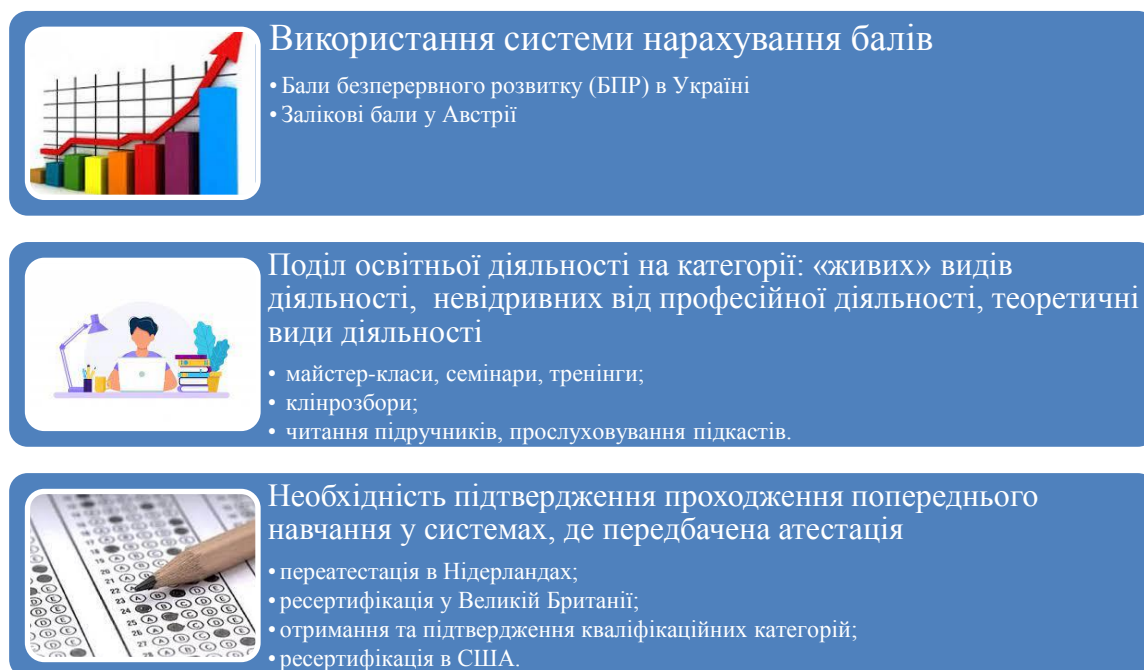 Використання системи нарахування балів
• Бали безперервного розвитку (БПР) в Україні
• Залікові бали у Австрії
Поділ освітньої діяльності на категорії: «живих» видів
діяльності, невідривних від професійної діяльності, теоретичні
види діяльності
• майстер-класи, семінари, тренінги;
• клінрозбори;
• читання підручників, прослуховування підкастів.
Необхідність підтвердження проходження попереднього
навчання у системах, де передбачена атестація
• переатестація в Нідерландах;
• ресертифікація у Великій Британії;
• отримання та підтвердження кваліфікаційних категорій;
• ресертифікація в США.